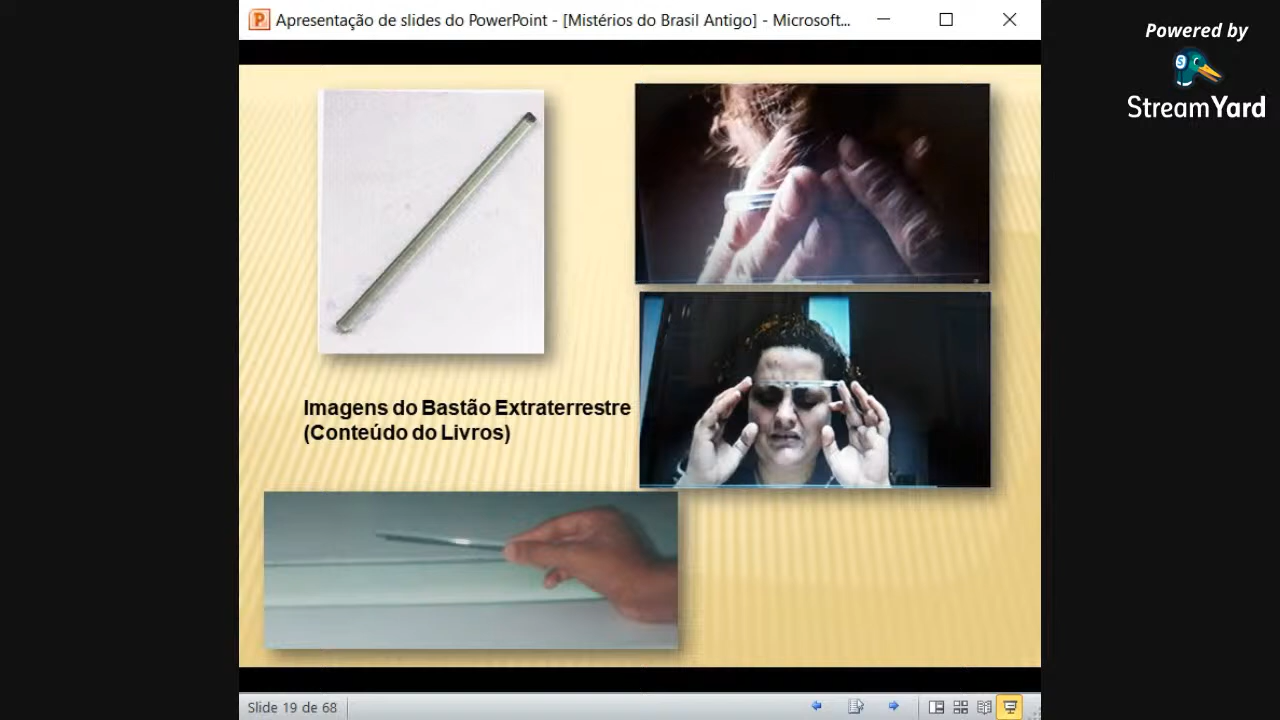 Apresentação de slides do PowerPoint - [Mistérios do Brasil Antigo] - Microsoft...
Powered by
StreamYard
Imagens do Bastão Extraterrestre
(Conteúdo do Livros)
Slide 19 de 68